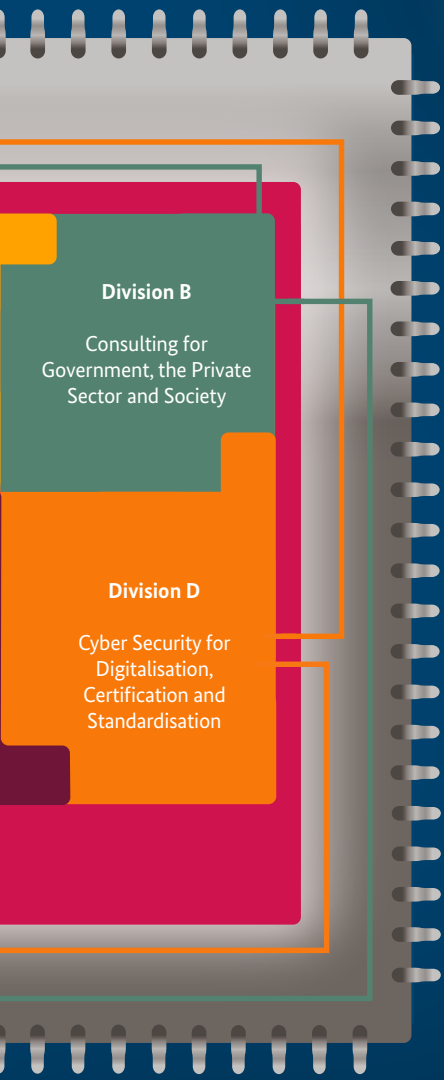 Division B
Consulting for
Government, the Private
Sector and Society
Division D
Cyber Security for
Digitalisation,
Certification and
Standardisation